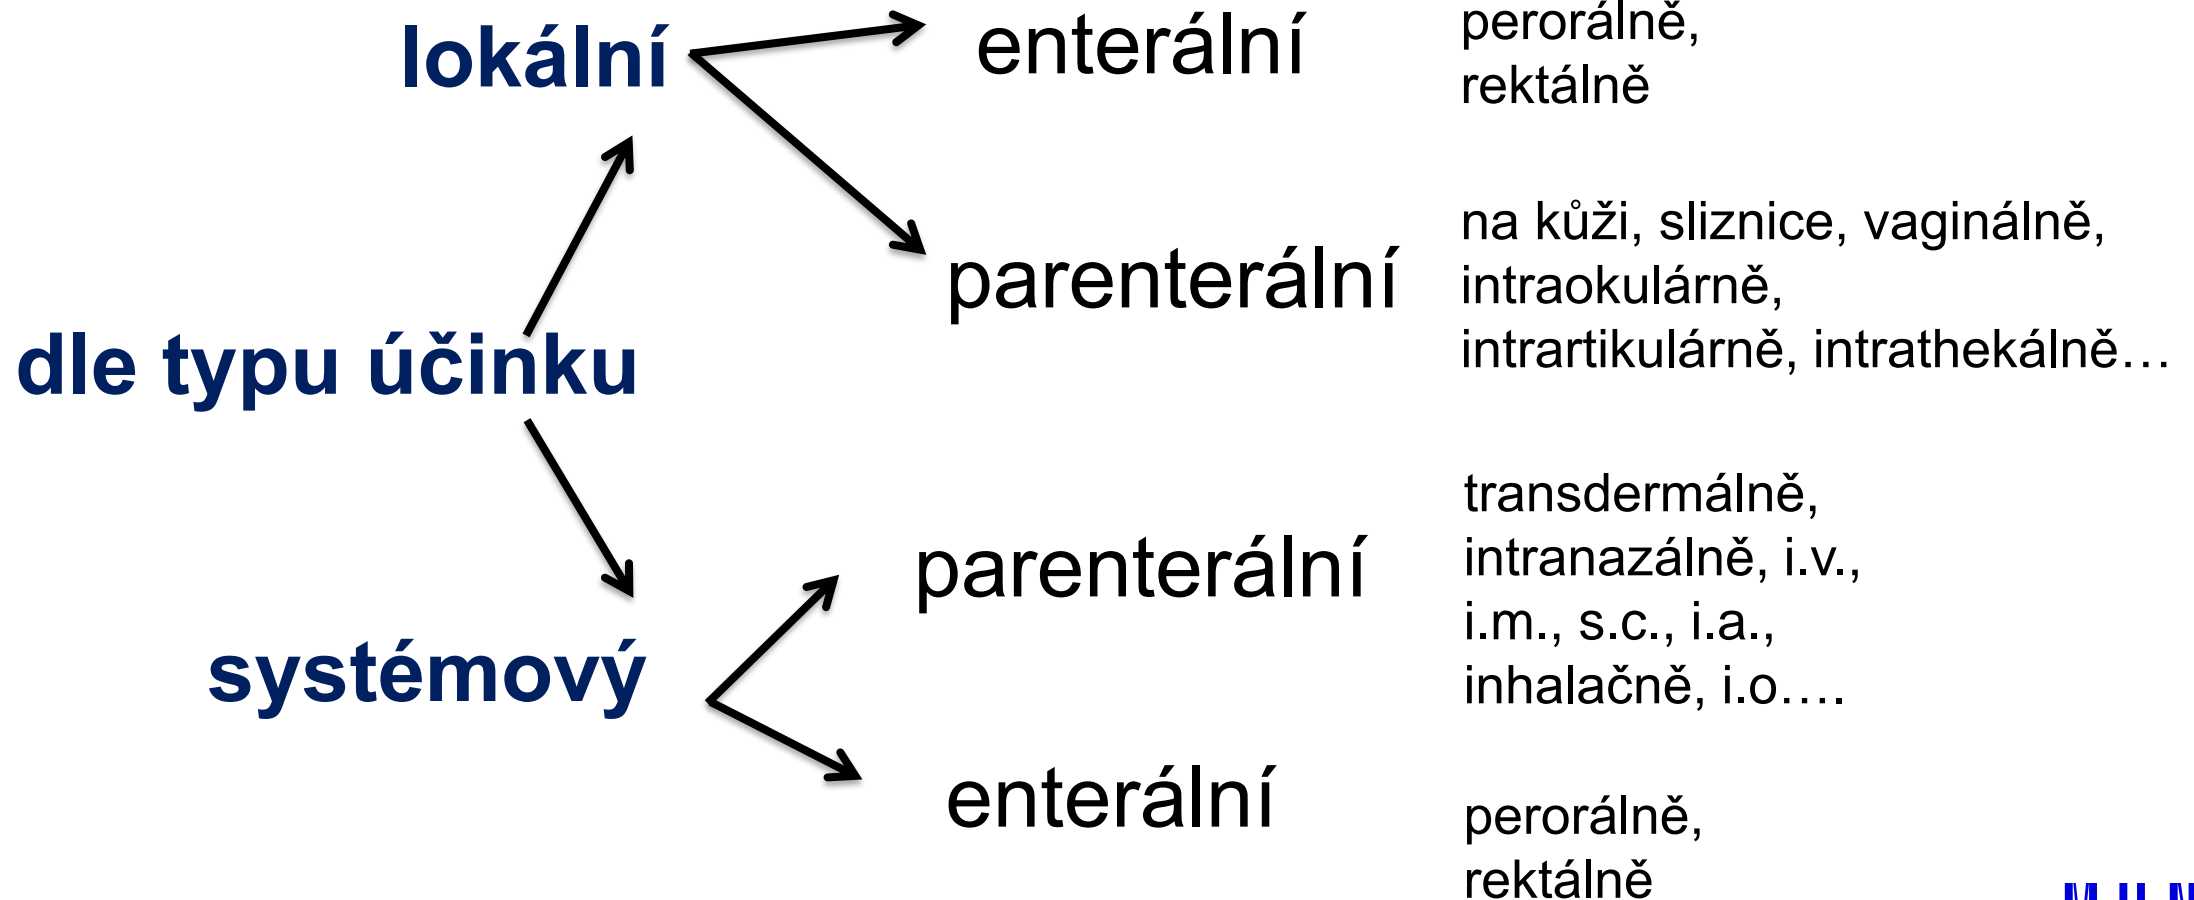 lokální
enterální
perorálně,
rektálně
parenterální
na kůži, sliznice, vaginálně,
intraokulárně,
intrartikulárně, intrathekálně…
dle typu účinku
systémový
parenterální
transdermálně,
intranazálně, i.v.,
i.m., s.c., i.a.,
inhalačně, i.o….
enterální
perorálně,
rektálně